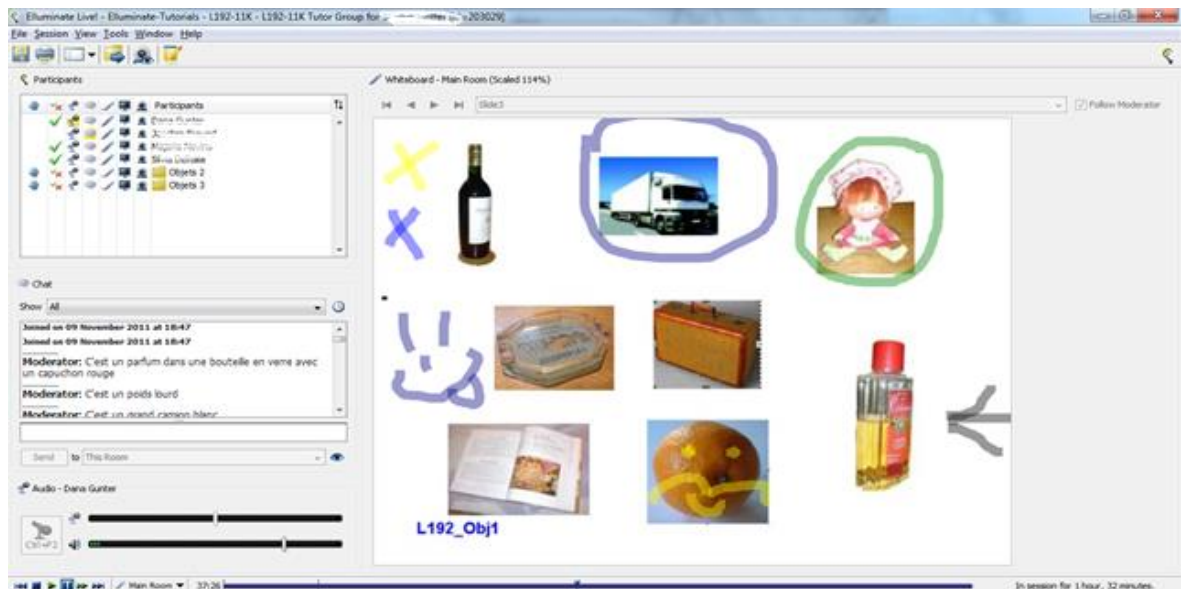 Elluminate Live! - Elluminate-Tutorials - L192-11K - L192-11K Tutor Group for 203029]
File Session View Tools Window Help
Participants
Participants
Dana Gunter
Objets 2
Objets 3
Chat
Show All
Joined on 09 November 2011 at 18:47
Joined on 09 November 2011 at 18:47
Moderator: C'est un parfum dans une bouteille en verre avec
un capuchon rouge
Moderator: C'est un poids lourd
Moderator: C'est un grand camion blanc
Send to This Room
Audio - Dana Gunter
Ctrl+F2
Whiteboard - Main Room (Scaled 114%)
Slide3
Follow Moderator
L192_Obj1
Main Room 37:26
In session for 1 hour, 32 minutes.